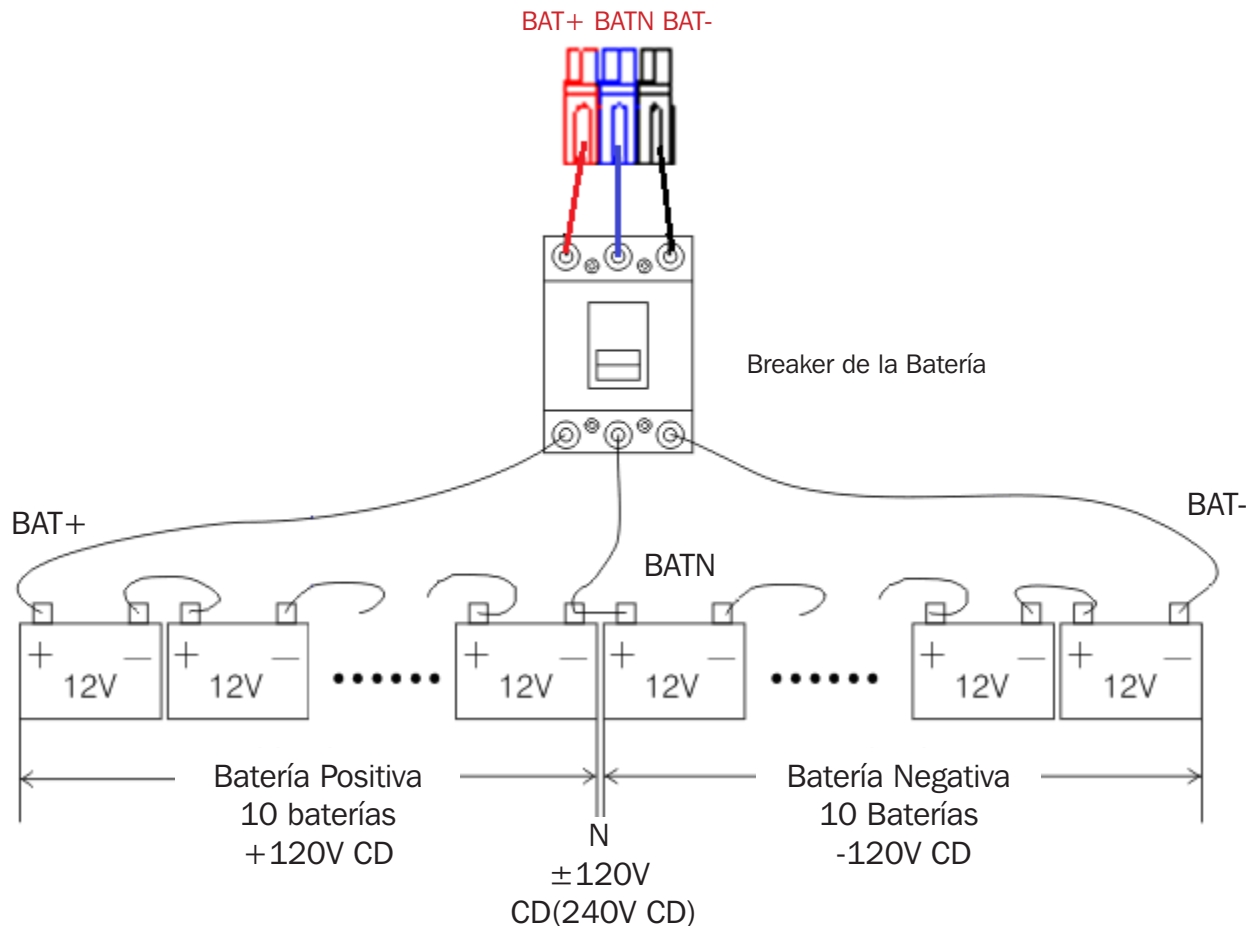 BAT+ BATN BAT-
Breaker de la Batería
BAT+
BAT-
BATN
+ — + — + — + — + — + —
12V 12V 12V 12V 12V 12V
Batería Positiva
10 baterías
+120V CD
Batería Negativa
10 Baterías
-120V CD
N
±120V
CD(240V CD)